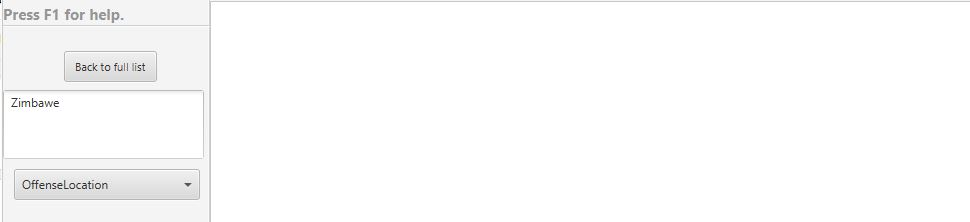 Press F1 for help.
Back to full list
Zimbawe
OffenseLocation